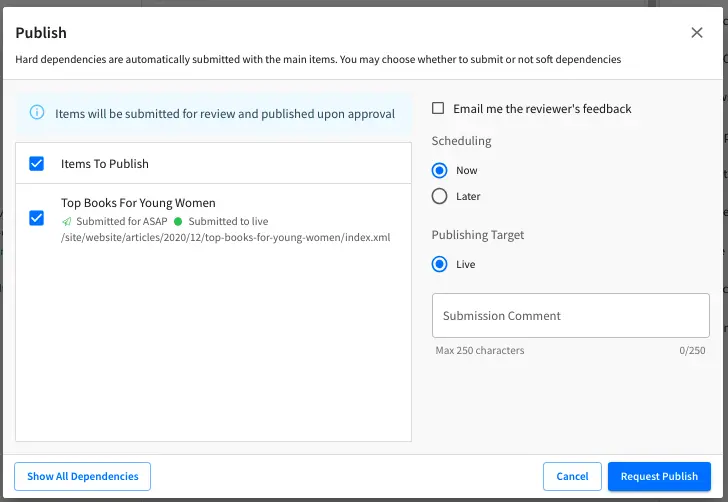 Publish
Hard dependencies are automatically submitted with the main items. You may choose whether to submit or not soft dependencies
Items will be submitted for review and published upon approval
Items To Publish
Top Books For Young Women
Submitted for ASAP Submitted to live
/site/website/articles/2020/12/top-books-for-young-women/index.xml
Email me the reviewer's feedback
Scheduling
Now
Later
Publishing Target
Live
Submission Comment
Max 250 characters 0/250
Show All Dependencies
Cancel
Request Publish